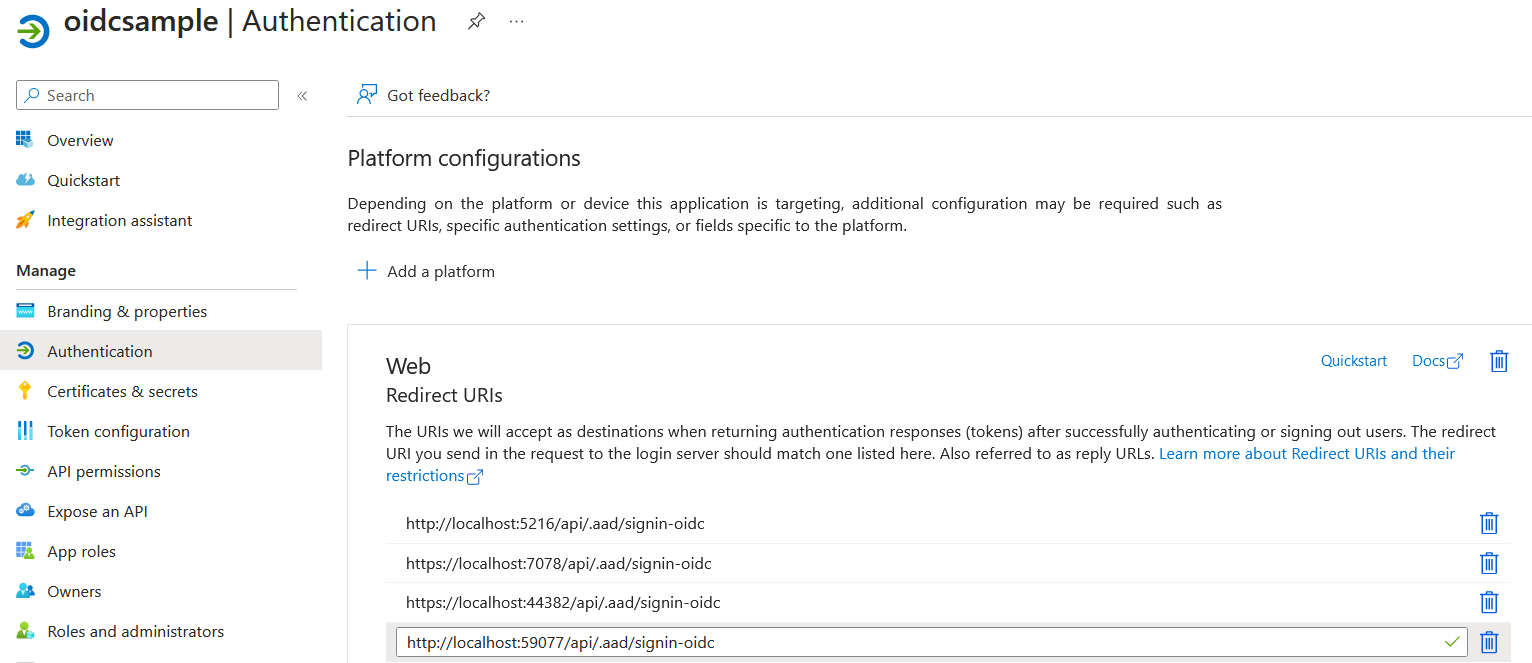 oidcsample | Authentication
...
Search
«
Got feedback?
Overview
Quickstart
Integration assistant
Manage
Branding & properties
Authentication
Certificates & secrets
Token configuration
API permissions
Expose an API
App roles
Owners
Roles and administrators
Platform configurations
Depending on the platform or device this application is targeting, additional configuration may be required such as
redirect URIs, specific authentication settings, or fields specific to the platform.
Add a platform
Web
Quickstart
Docs
Redirect URIs
The URIs we will accept as destinations when returning authentication responses (tokens) after successfully authenticating or signing out users. The redirect
URI you send in the request to the login server should match one listed here. Also referred to as reply URLs. Learn more about Redirect URIs and their
restrictions
http://localhost:5216/api/.aad/signin-oidc
https://localhost:7078/api/.aad/signin-oidc
https://localhost:44382/api/.aad/signin-oidc
http://localhost:59077/api/.aad/signin-oidc